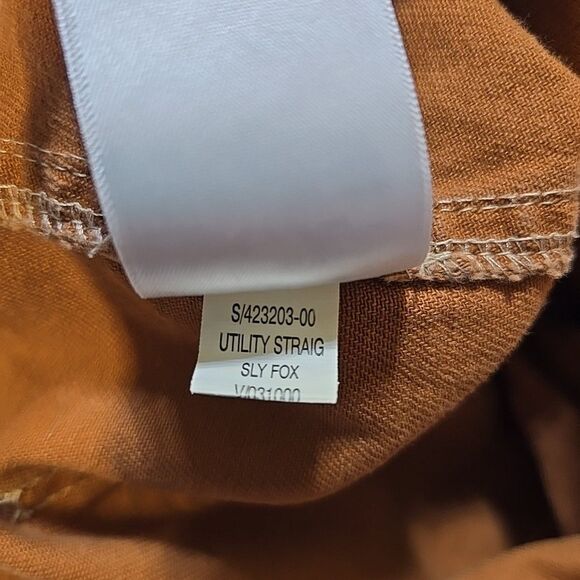 S/423203-00
UTILITY STRAIG
SLY FOX
V/031000